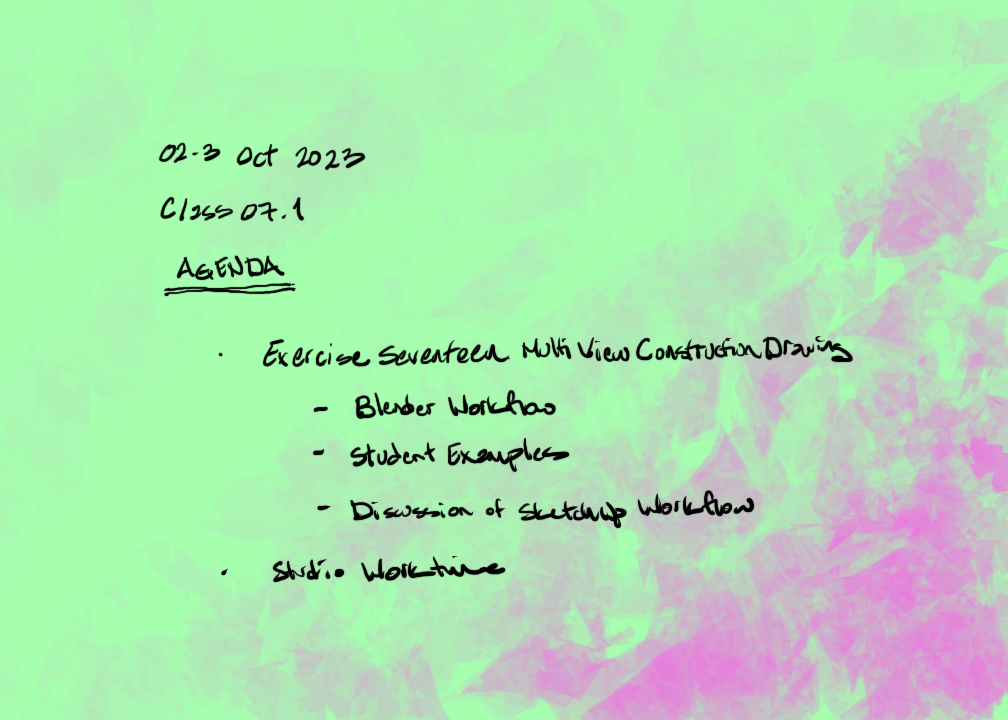 02-3 Oct 2023
Class 07.1
AGENDA
· Exercise Seventeen Multi View Construction Drawing
- Blender Workflow
- Student Examples
- Discussion of Sketchup Workflow
· Studio Worktime